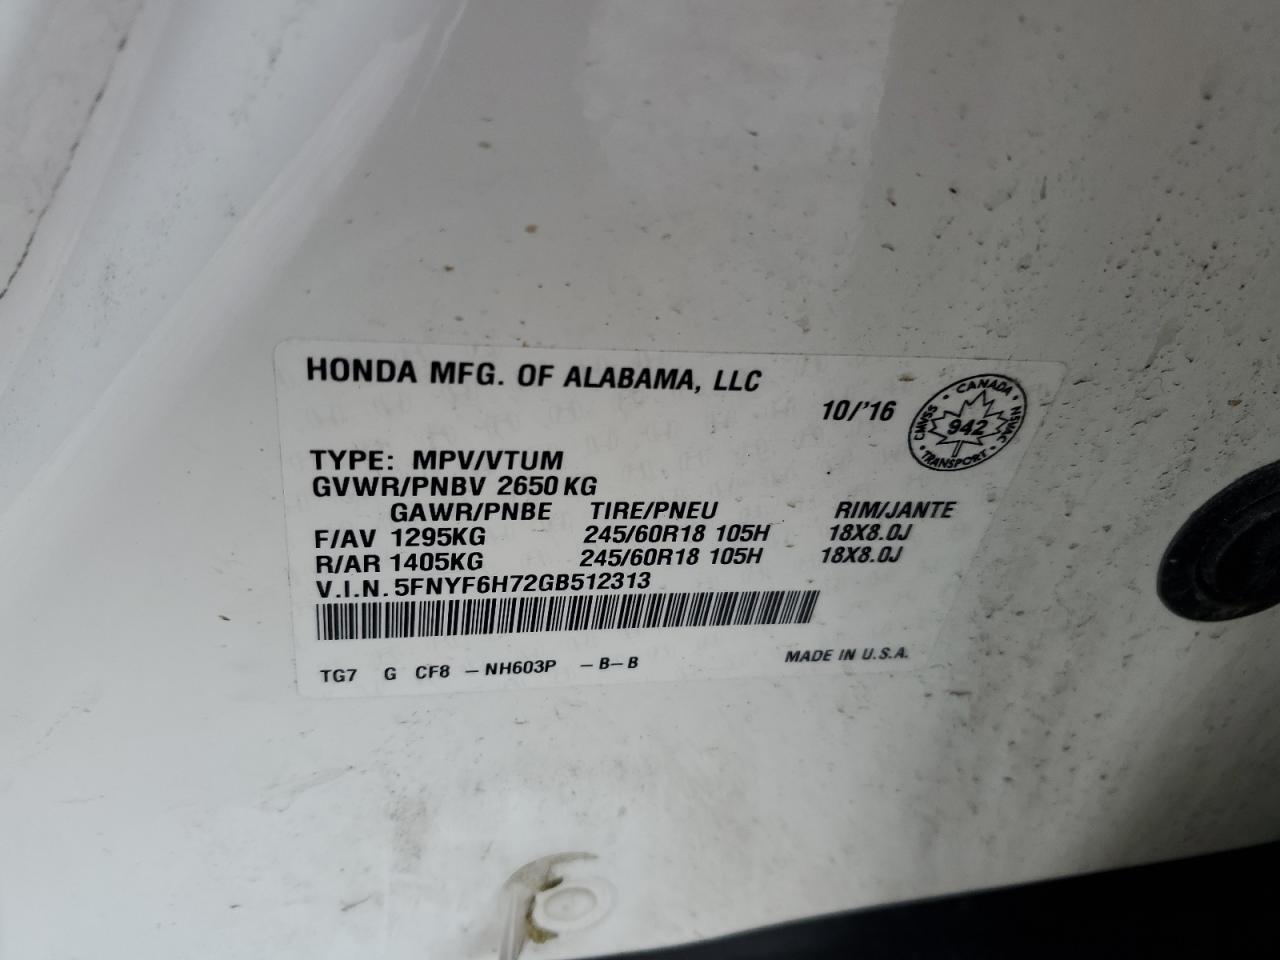 HONDA MFG. OF ALABAMA, LLC
10/'16
CANADA
CMVSS 942 NSVAC
TRANSPORT
TYPE: MPV/VTUM
GVWR/PNBV 2650 KG
GAWR/PNBE TIRE/PNEU RIM/JANTE
F/AV 1295KG 245/60R18 105H 18X8.0J
R/AR 1405KG 245/60R18 105H 18X8.0J
V.I.N. 5FNYF6H72GB512313
TG7 G CF8 -NH603P -B-B MADE IN U.S.A.